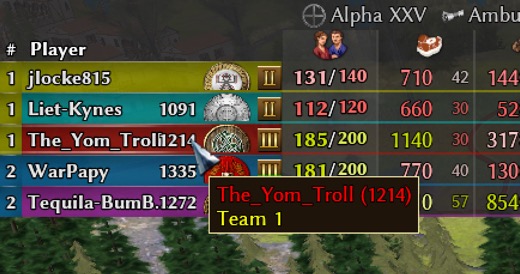 Alpha XXV Ambu
# Player
1 jlocke815 II 131/140 710 42 144
1 Liet-Kynes 1091 II 112/120 660 30 52
1 The_Yom_Troll 1214 III 185/200 1140 30 317
2 WarPapy 1335 III 181/200 770 40 130
2 Tequila-BumB. 1272 0 57 854
The_Yom_Troll (1214)
Team 1